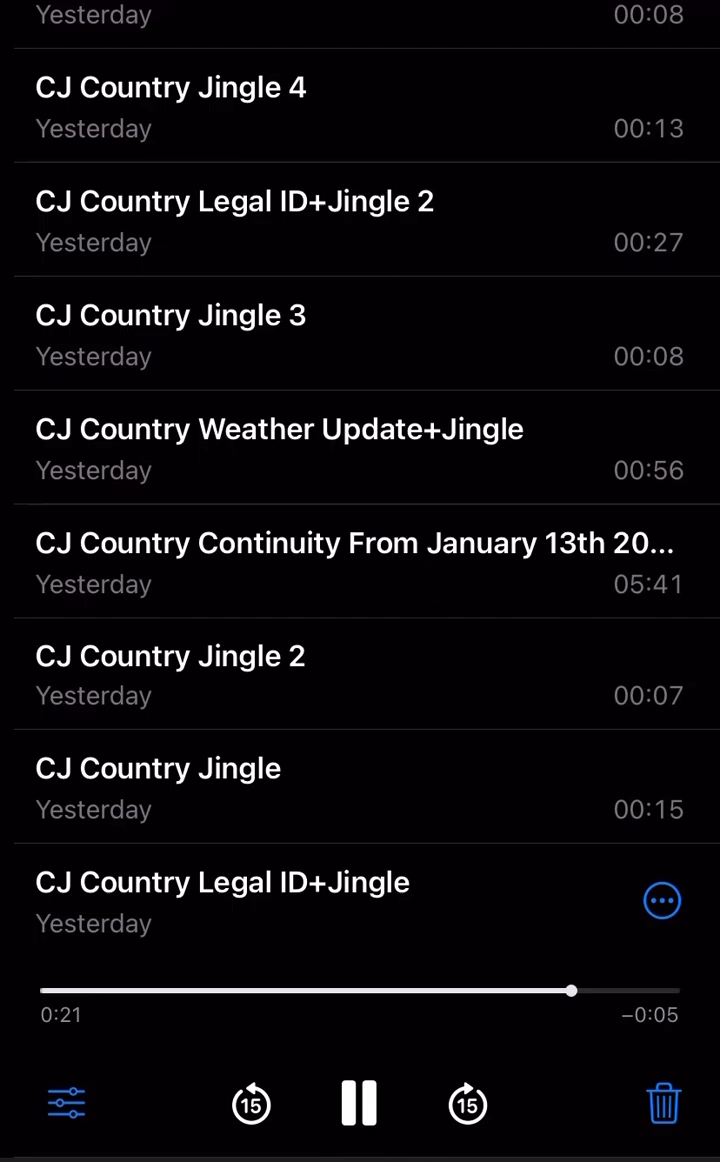 Yesterday 00:08
CJ Country Jingle 4
Yesterday 00:13
CJ Country Legal ID+Jingle 2
Yesterday 00:27
CJ Country Jingle 3
Yesterday 00:08
CJ Country Weather Update+Jingle
Yesterday 00:56
CJ Country Continuity From January 13th 20...
Yesterday 05:41
CJ Country Jingle 2
Yesterday 00:07
CJ Country Jingle
Yesterday 00:15
CJ Country Legal ID+Jingle
Yesterday
0:21 −0:05
15 15